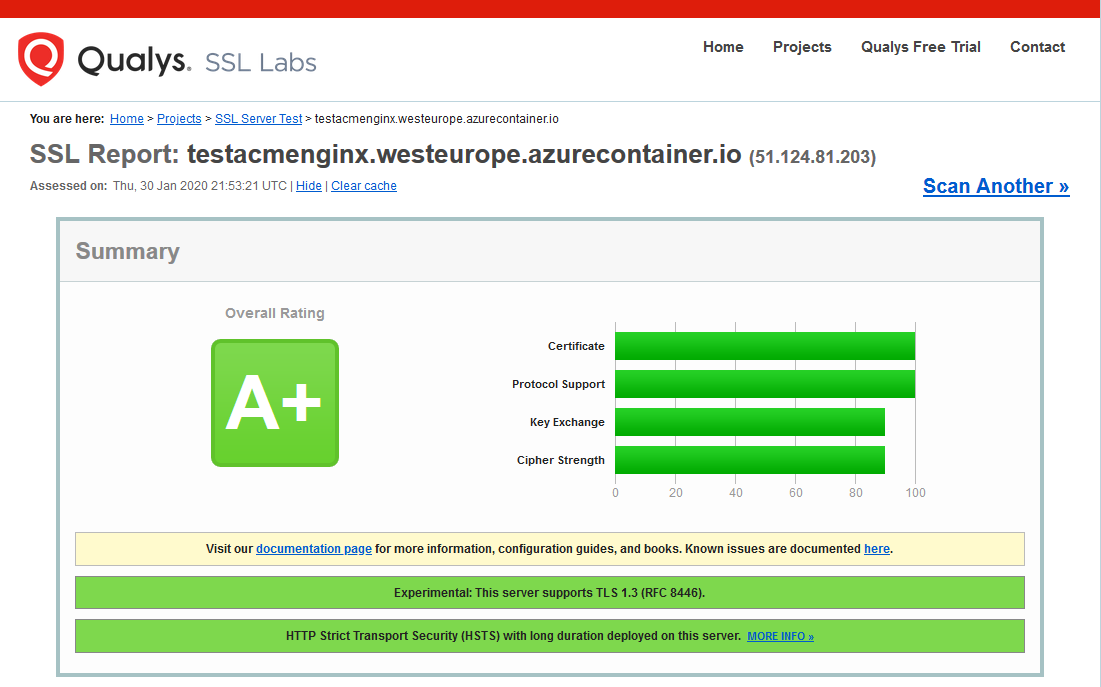 Qualys. SSL Labs
Home Projects Qualys Free Trial Contact
You are here: Home > Projects > SSL Server Test > testacmenginx.westeurope.azurecontainer.io
SSL Report: testacmenginx.westeurope.azurecontainer.io (51.124.81.203)
Assessed on: Thu, 30 Jan 2020 21:53:21 UTC | Hide | Clear cache
Scan Another »
Summary
Overall Rating
A+
Certificate
Protocol Support
Key Exchange
Cipher Strength
0 20 40 60 80 100
Visit our documentation page for more information, configuration guides, and books. Known issues are documented here.
Experimental: This server supports TLS 1.3 (RFC 8446).
HTTP Strict Transport Security (HSTS) with long duration deployed on this server. MORE INFO »